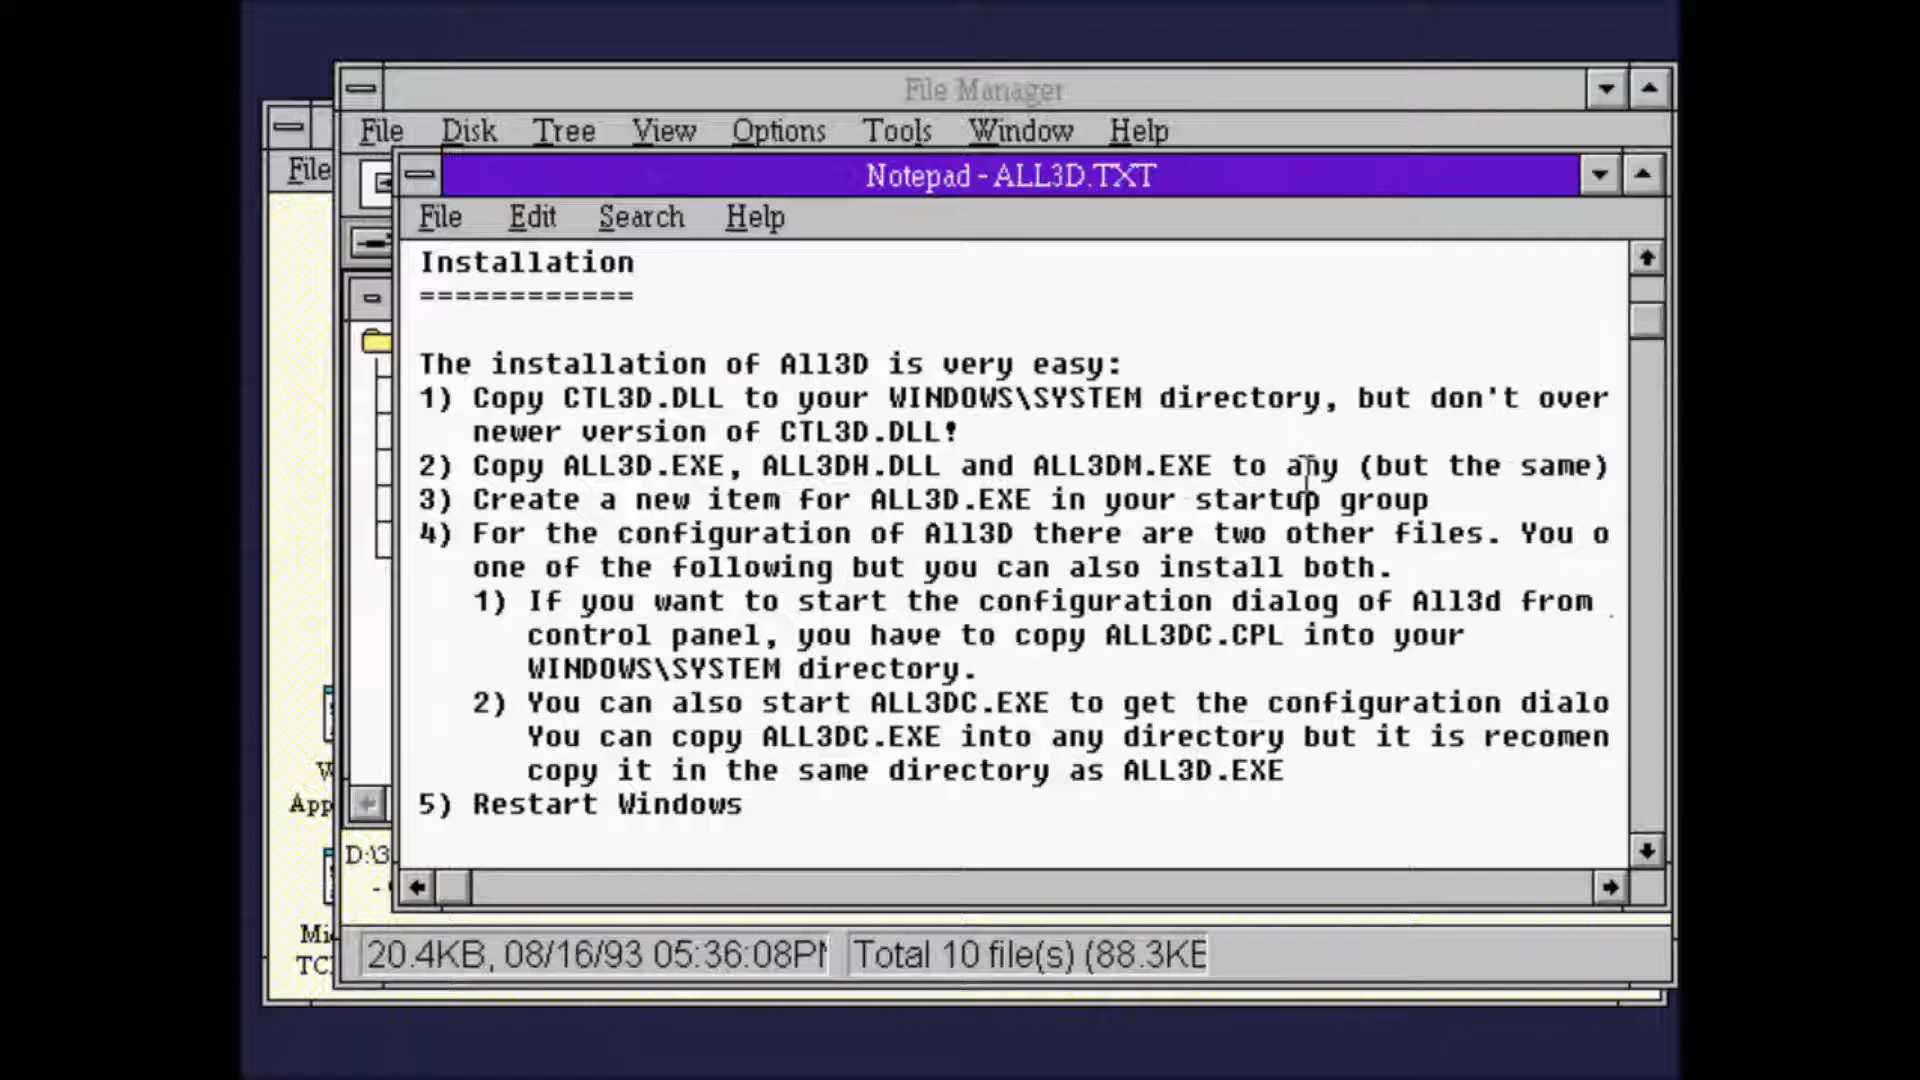 File Manager
File Disk Tree View Options Tools Window Help
File
Notepad - ALL3D.TXT
File Edit Search Help
Installation
============
The installation of All3D is very easy:
1) Copy CTL3D.DLL to your WINDOWS\SYSTEM directory, but don't over
newer version of CTL3D.DLL!
2) Copy ALL3D.EXE, ALL3DH.DLL and ALL3DM.EXE to any (but the same)
3) Create a new item for ALL3D.EXE in your startup group
4) For the configuration of All3D there are two other files. You o
one of the following but you can also install both.
1) If you want to start the configuration dialog of All3d from
control panel, you have to copy ALL3DC.CPL into your
WINDOWS\SYSTEM directory.
2) You can also start ALL3DC.EXE to get the configuration dialo
You can copy ALL3DC.EXE into any directory but it is recomen
copy it in the same directory as ALL3D.EXE
5) Restart Windows
W
App
D:\3
-
Mi
TC
20.4KB, 08/16/93 05:36:08P
Total 10 file(s) (88.3KB